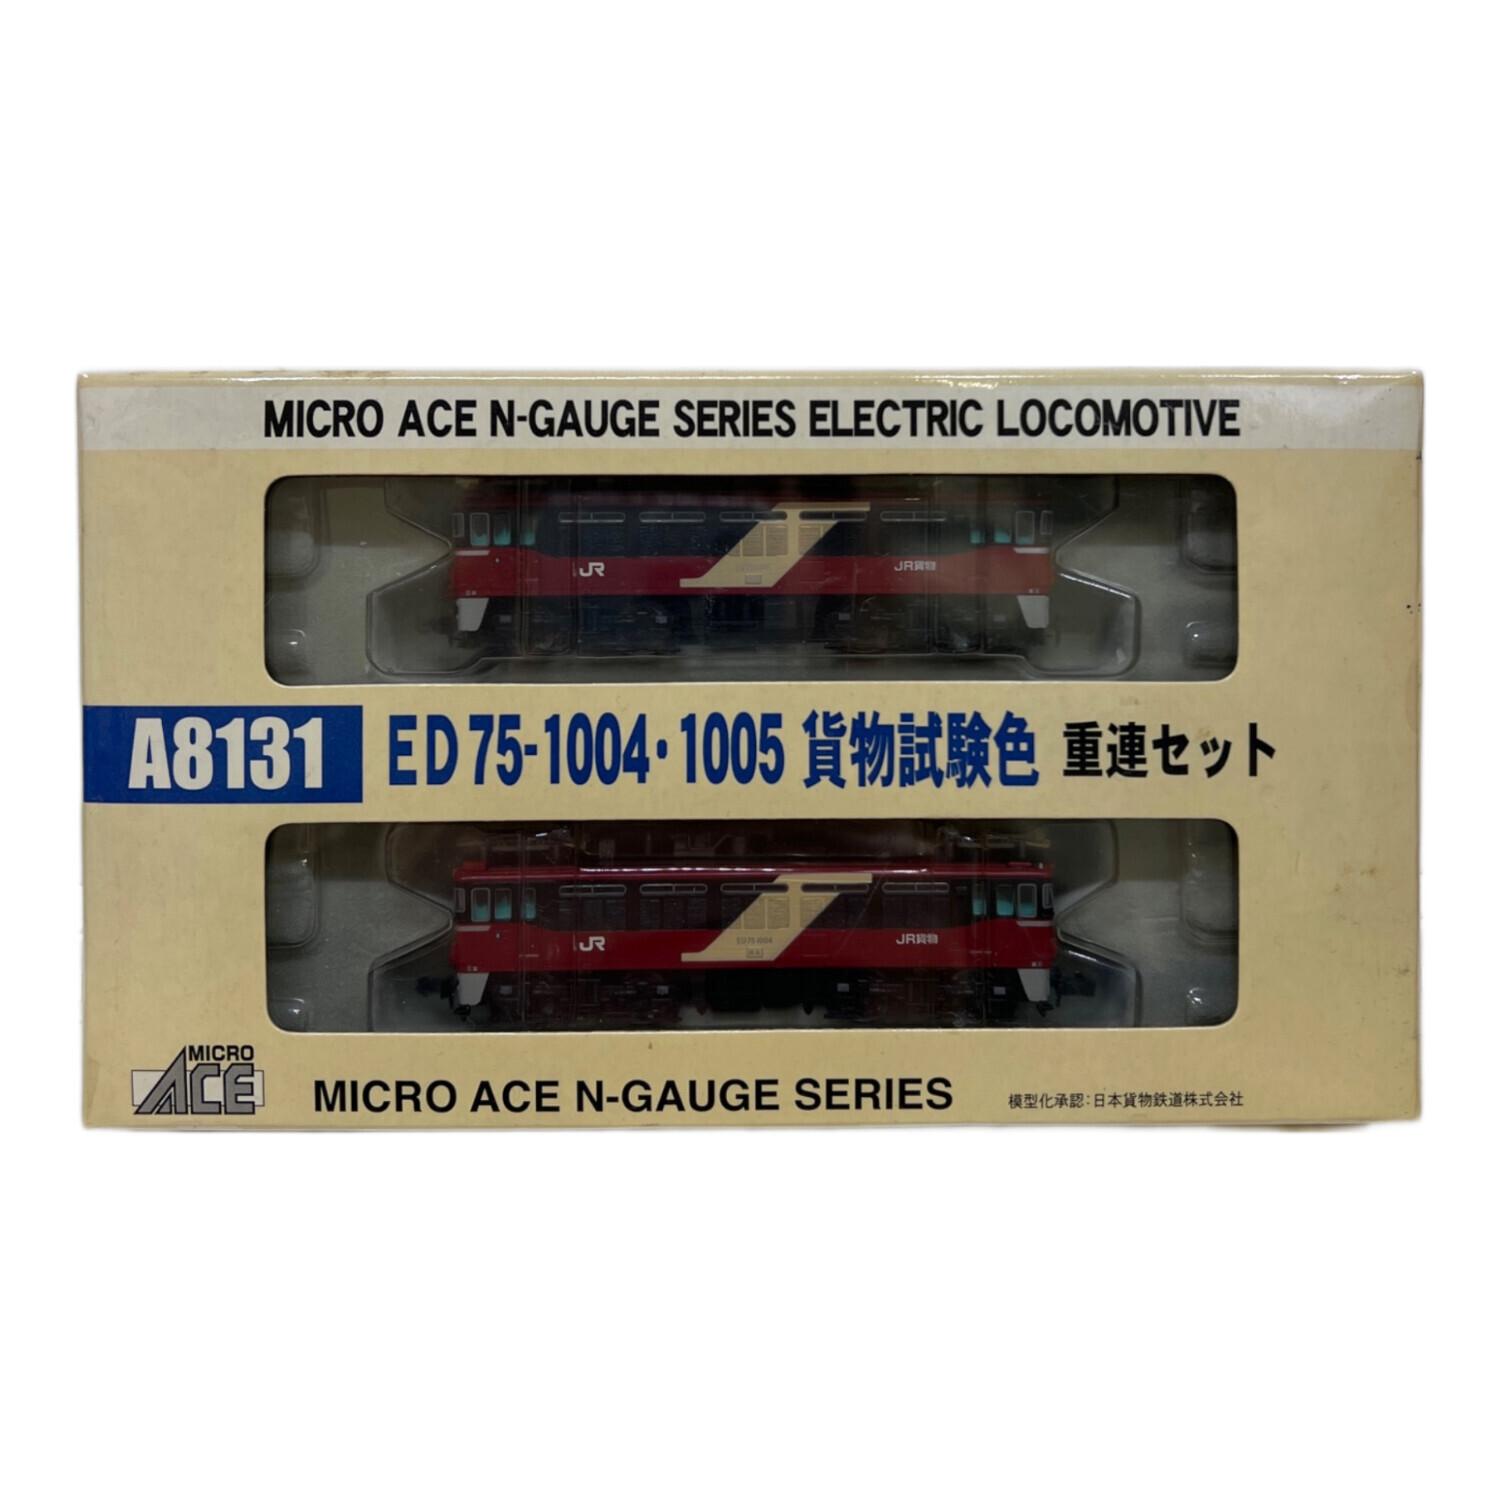 MICRO ACE N-GAUGE SERIES ELECTRIC LOCOMOTIVE
JR JR貨物
A8131 ED75-1004・1005 貨物試験色 重連セット
JR ED75-1004 JR貨物
MICRO ACE
MICRO ACE N-GAUGE SERIES
模型化承認：日本貨物鉄道株式会社